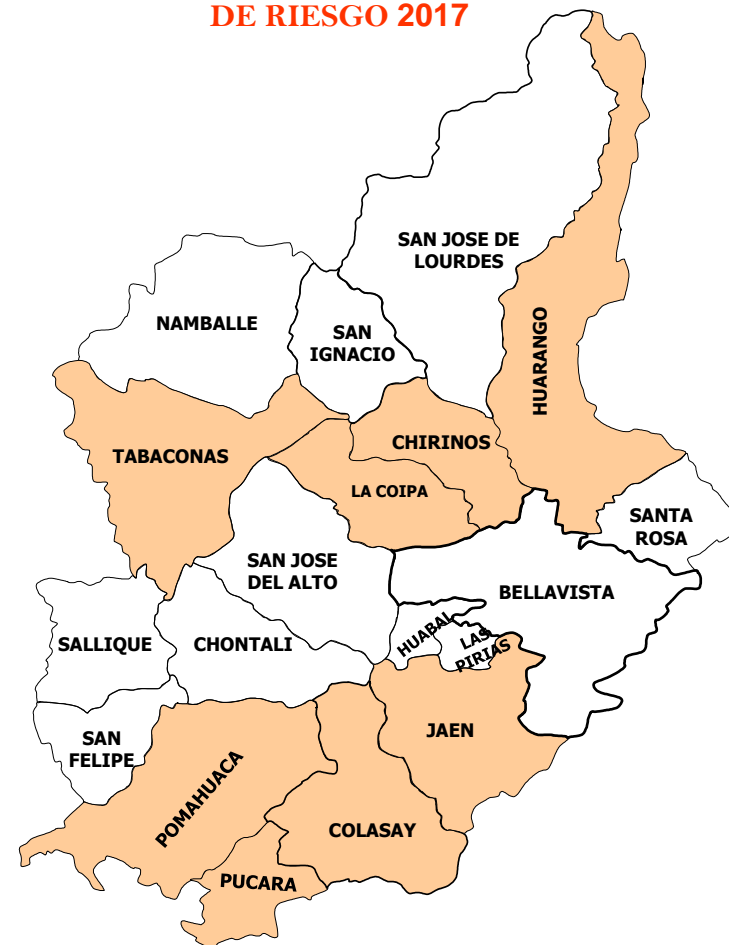 DE RIESGO 2017
SAN JOSE DE
LOURDES
NAMBALLE
SAN
IGNACIO
HUARANGO
CHIRINOS
TABACONAS
LA COIPA
SANTA
ROSA
SAN JOSE
DEL ALTO
BELLAVISTA
SALLIQUE
CHONTALI
HUABAL
LAS
PIRIAS
SAN
FELIPE
JAEN
POMAHUACA
COLASAY
PUCARA